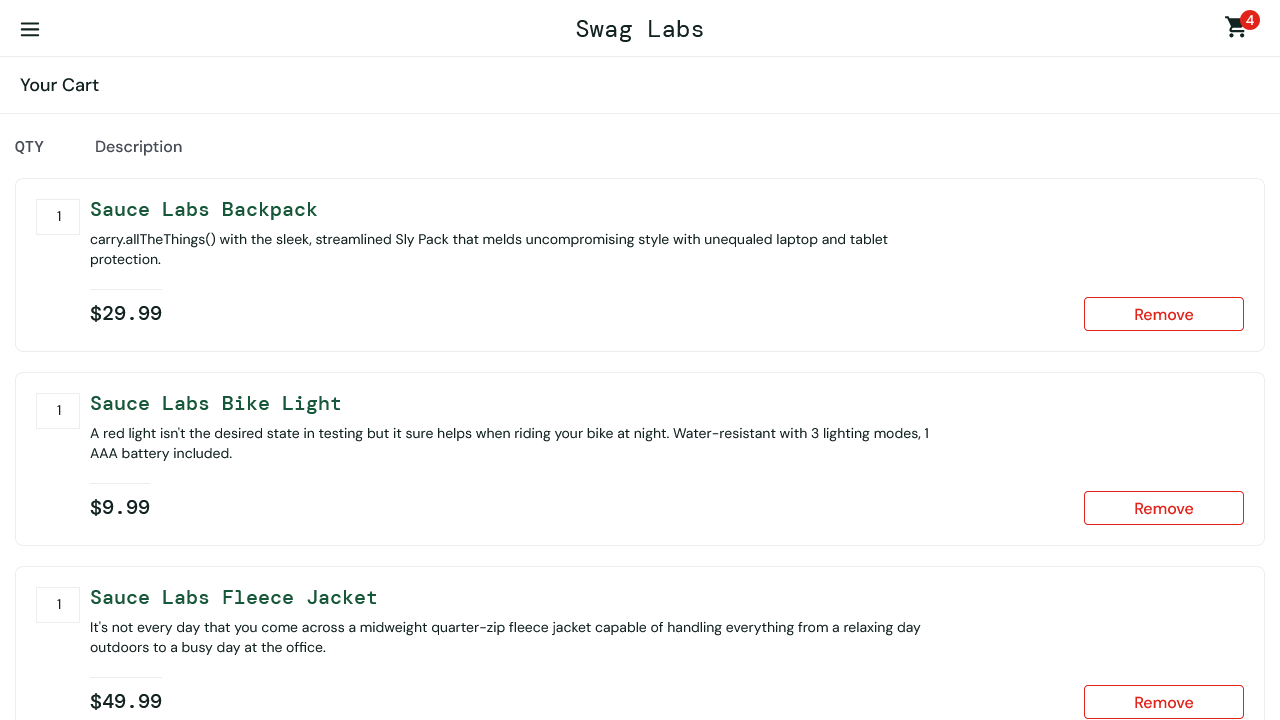 Swag Labs
4
Your Cart
QTY Description
1
Sauce Labs Backpack
carry.allTheThings() with the sleek, streamlined Sly Pack that melds uncompromising style with unequaled laptop and tablet
protection.
$29.99
Remove
1
Sauce Labs Bike Light
A red light isn't the desired state in testing but it sure helps when riding your bike at night. Water-resistant with 3 lighting modes, 1
AAA battery included.
$9.99
Remove
1
Sauce Labs Fleece Jacket
It's not every day that you come across a midweight quarter-zip fleece jacket capable of handling everything from a relaxing day
outdoors to a busy day at the office.
$49.99
Remove